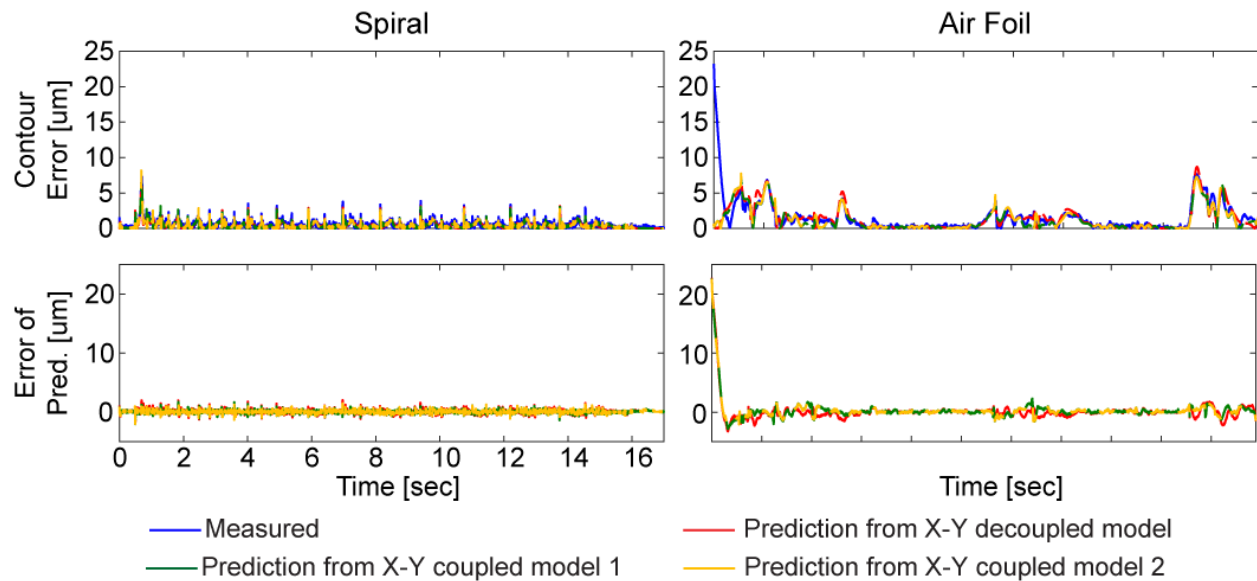 Spiral
Air Foil
Contour
Error [um]
25
20
15
10
5
0
25
20
15
10
5
0
Error of
Pred. [um]
20
10
0
20
10
0
0 2 4 6 8 10 12 14 16
Time [sec]
Time [sec]
Measured
Prediction from X-Y decoupled model
Prediction from X-Y coupled model 1
Prediction from X-Y coupled model 2